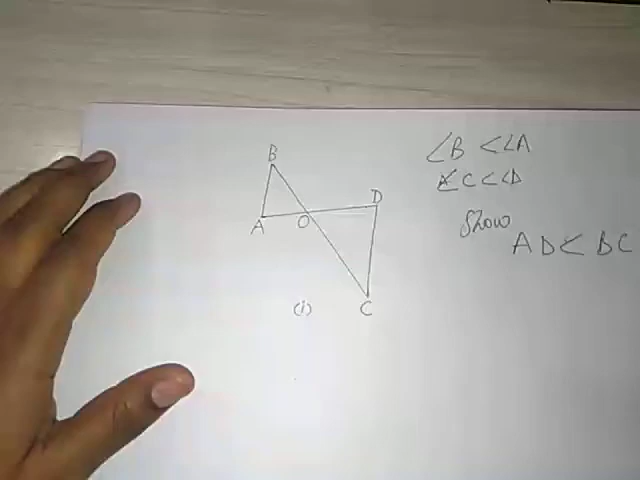 ∠B <∠A
∠C <∠D
Show
AD < BC
B
D
A
O
(i)
C